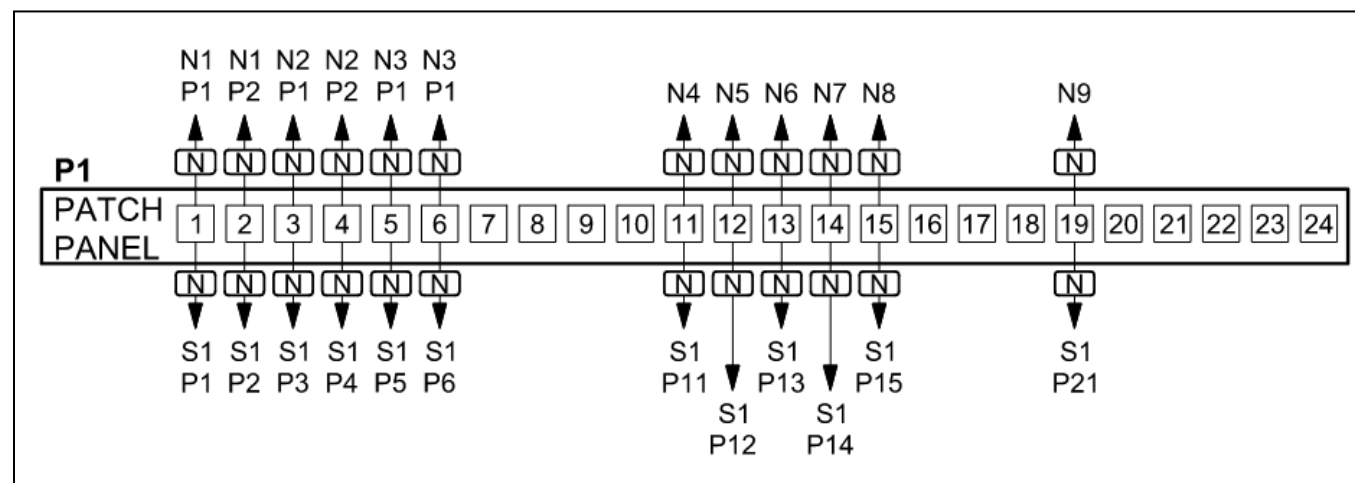 N1 N1 N2 N2 N3 N3
P1 P2 P1 P2 P1 P1 N4 N5 N6 N7 N8 N9
N N N N N N N N N N N N
P1
PATCH
PANEL
1 2 3 4 5 6 7 8 9 10 11 12 13 14 15 16 17 18 19 20 21 22 23 24
N N N N N N N N N N N N
S1 S1 S1 S1 S1 S1 S1 S1 S1 S1
P1 P2 P3 P4 P5 P6 P11 P13 P15 P21
S1 S1
P12 P14